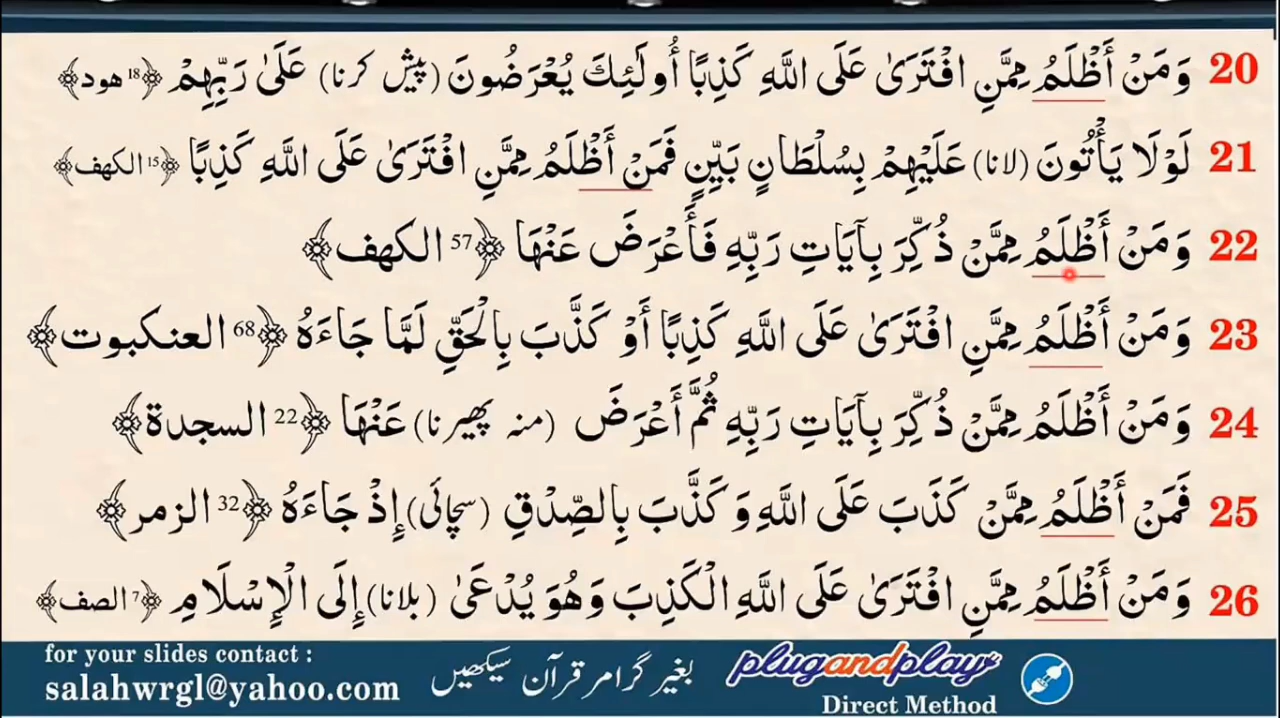 20 وَمَنْ أَظْلَمُ مِمَّنِ افْتَرَىٰ عَلَى اللَّهِ كَذِبًا أُولَٰئِكَ يُعْرَضُونَ (پیش کرنا) عَلَىٰ رَبِّهِمْ ﴿18 هود﴾
21 لَوْلَا يَأْتُونَ (لانا) عَلَيْهِمْ بِسُلْطَانٍ بَيِّنٍ فَمَنْ أَظْلَمُ مِمَّنِ افْتَرَىٰ عَلَى اللَّهِ كَذِبًا ﴿15 الكهف﴾
22 وَمَنْ أَظْلَمُ مِمَّنْ ذُكِّرَ بِآيَاتِ رَبِّهِ فَأَعْرَضَ عَنْهَا ﴿57 الكهف﴾
23 وَمَنْ أَظْلَمُ مِمَّنِ افْتَرَىٰ عَلَى اللَّهِ كَذِبًا أَوْ كَذَّبَ بِالْحَقِّ لَمَّا جَاءَهُ ﴿68 العنكبوت﴾
24 وَمَنْ أَظْلَمُ مِمَّنْ ذُكِّرَ بِآيَاتِ رَبِّهِ ثُمَّ أَعْرَضَ (منہ پھیرنا) عَنْهَا ﴿22 السجدة﴾
25 فَمَنْ أَظْلَمُ مِمَّنْ كَذَبَ عَلَى اللَّهِ وَكَذَّبَ بِالصِّدْقِ (سچائی) إِذْ جَاءَهُ ﴿32 الزمر﴾
26 وَمَنْ أَظْلَمُ مِمَّنِ افْتَرَىٰ عَلَى اللَّهِ الْكَذِبَ وَهُوَ يُدْعَىٰ (بلانا) إِلَى الْإِسْلَامِ ﴿7 الصف﴾
for your slides contact :
salahwrgl@yahoo.com
بغیر گرامر قرآن سیکھیں
plugandplay
Direct Method